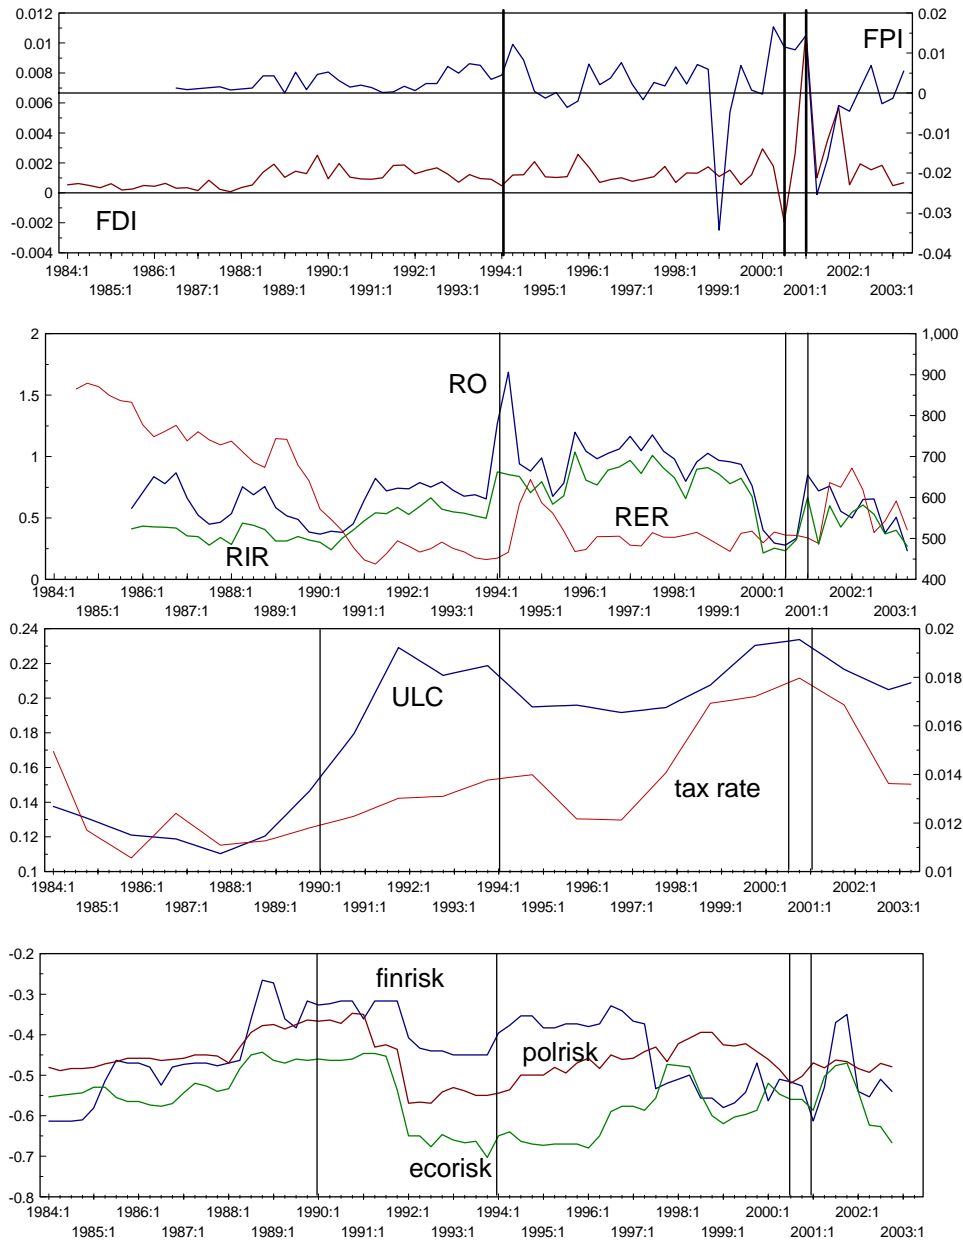 0.012 0.02
0.01 FPI 0.01
0.008 0
0.006
0.004 -0.01
0.002 -0.02
0
-0.002 FDI -0.03
-0.004 -0.04
1984:1 1986:1 1988:1 1990:1 1992:1 1994:1 1996:1 1998:1 2000:1 2002:1
1985:1 1987:1 1989:1 1991:1 1993:1 1995:1 1997:1 1999:1 2001:1 2003:1
2 1,000
900
1.5 RO 800
700
1
600
0.5 RIR RER 500
0 400
1984:1 1986:1 1988:1 1990:1 1992:1 1994:1 1996:1 1998:1 2000:1 2002:1
1985:1 1987:1 1989:1 1991:1 1993:1 1995:1 1997:1 1999:1 2001:1 2003:1
0.24 0.02
0.22
0.2 ULC 0.018
0.18 0.016
0.16
0.14 tax rate 0.014
0.12 0.012
0.1 0.01
1984:1 1986:1 1988:1 1990:1 1992:1 1994:1 1996:1 1998:1 2000:1 2002:1
1985:1 1987:1 1989:1 1991:1 1993:1 1995:1 1997:1 1999:1 2001:1 2003:1
-0.2
finrisk
-0.3
-0.4 polrisk
-0.5
-0.6
-0.7 ecorisk
-0.8
1984:1 1986:1 1988:1 1990:1 1992:1 1994:1 1996:1 1998:1 2000:1 2002:1
1985:1 1987:1 1989:1 1991:1 1993:1 1995:1 1997:1 1999:1 2001:1 2003:1